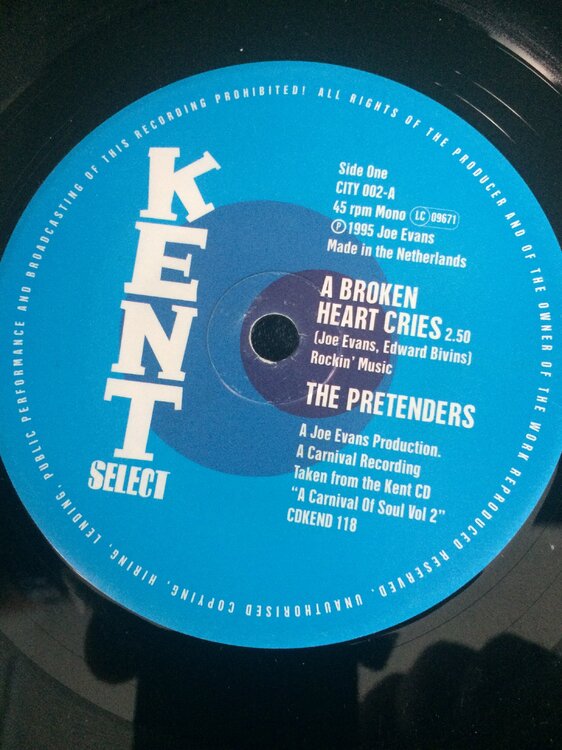 KENT
SELECT
Side One
CITY 002-A
45 rpm Mono LC 09671
Ⓟ 1995 Joe Evans
Made in the Netherlands
A BROKEN
HEART CRIES 2.50
(Joe Evans, Edward Bivins)
Rockin' Music
THE PRETENDERS
A Joe Evans Production.
A Carnival Recording
Taken from the Kent CD
"A Carnival Of Soul Vol 2"
CDKEND 118
ALL RIGHTS OF THE PRODUCER AND OF THE OWNER OF THE WORK REPRODUCED RESERVED. UNAUTHORISED COPYING, HIRING, LENDING, PUBLIC PERFORMANCE AND BROADCASTING OF THIS RECORDING PROHIBITED!